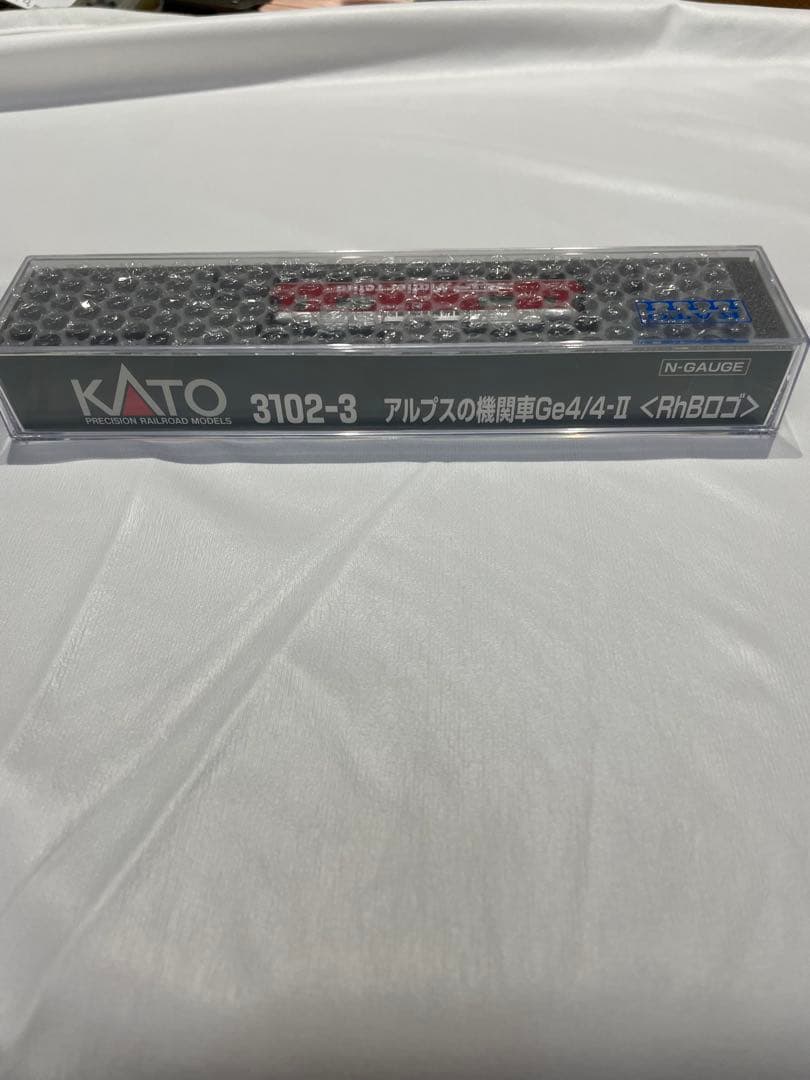 KATO
PRECISION RAILROAD MODELS
3102-3 アルプスの機関車Ge4/4-Ⅱ <RhBロゴ>
N-GAUGE
KATO